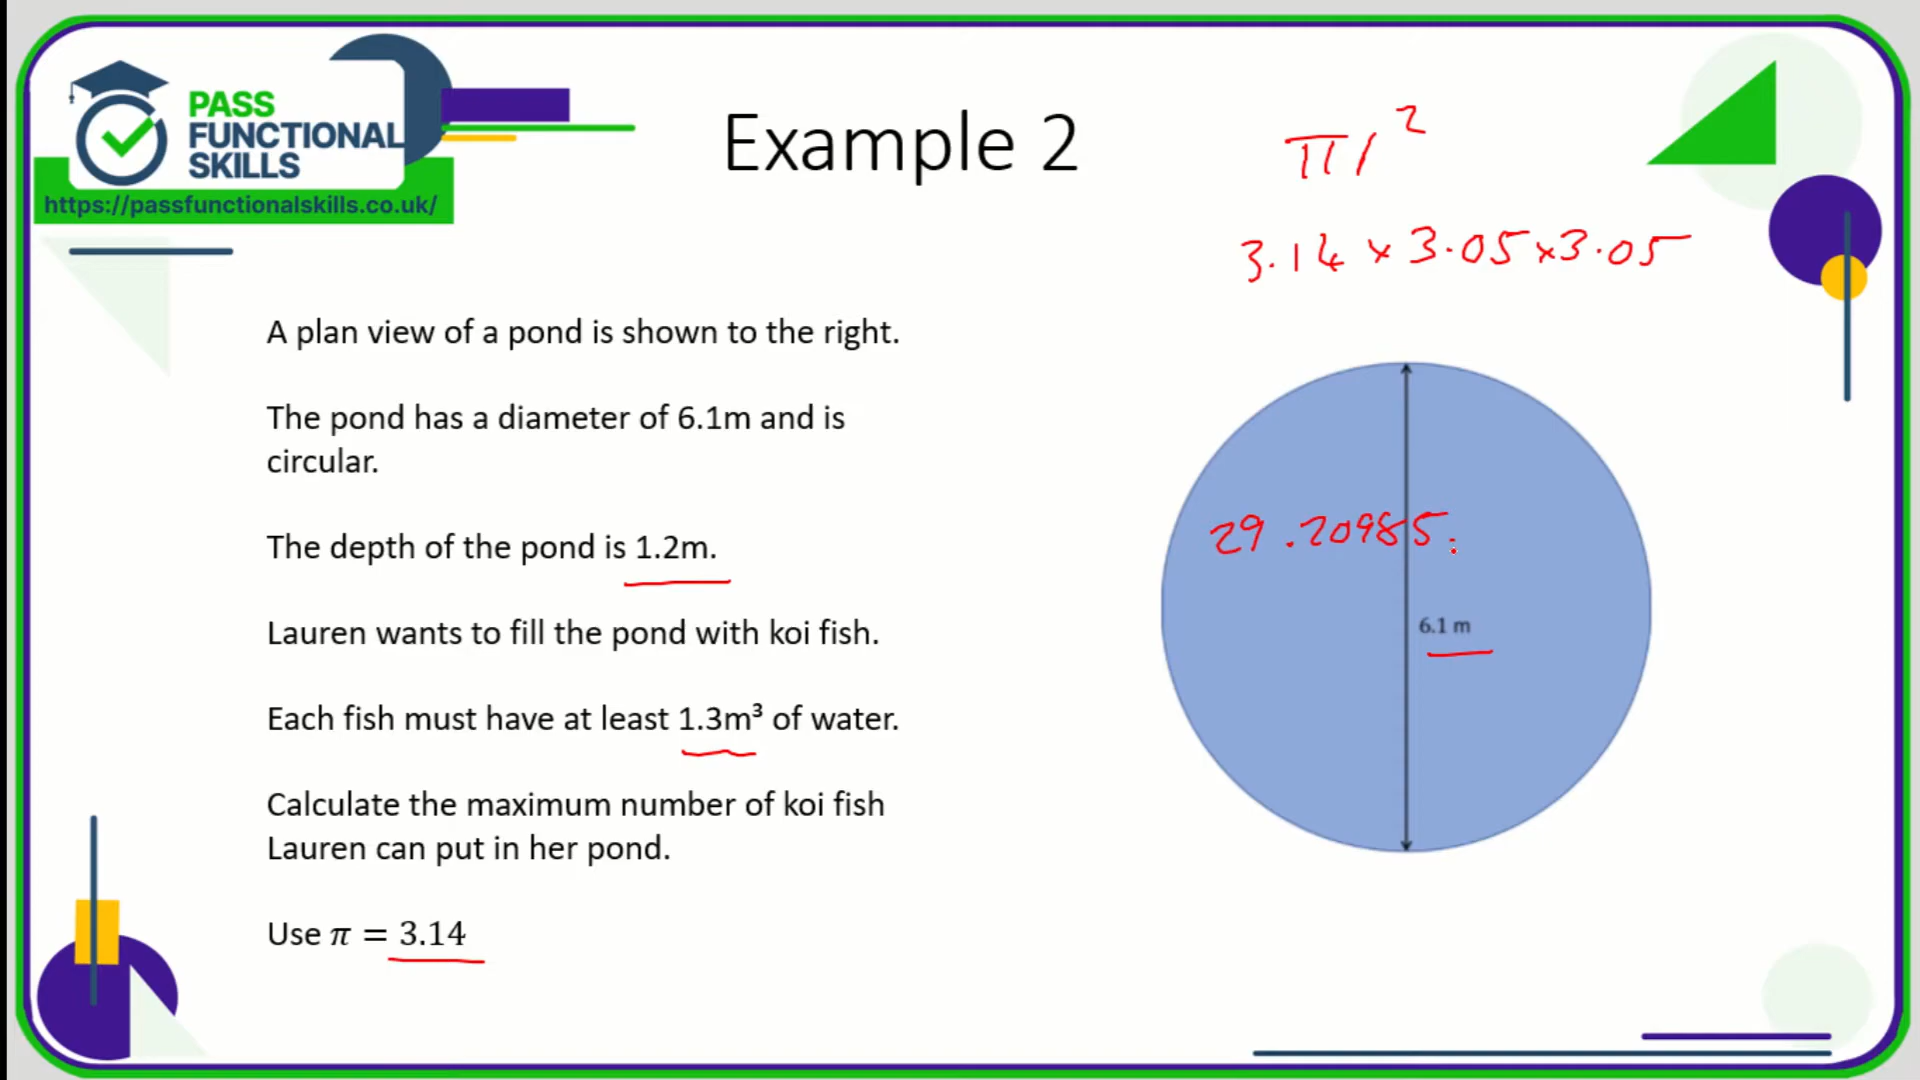 PASS
FUNCTIONAL
SKILLS
https://passfunctionalskills.co.uk/
Example 2
πr²
3.14 × 3.05 × 3.05
A plan view of a pond is shown to the right.
The pond has a diameter of 6.1m and is
circular.
The depth of the pond is 1.2m.
Lauren wants to fill the pond with koi fish.
Each fish must have at least 1.3m³ of water.
Calculate the maximum number of koi fish
Lauren can put in her pond.
Use π = 3.14
29.20985
6.1 m